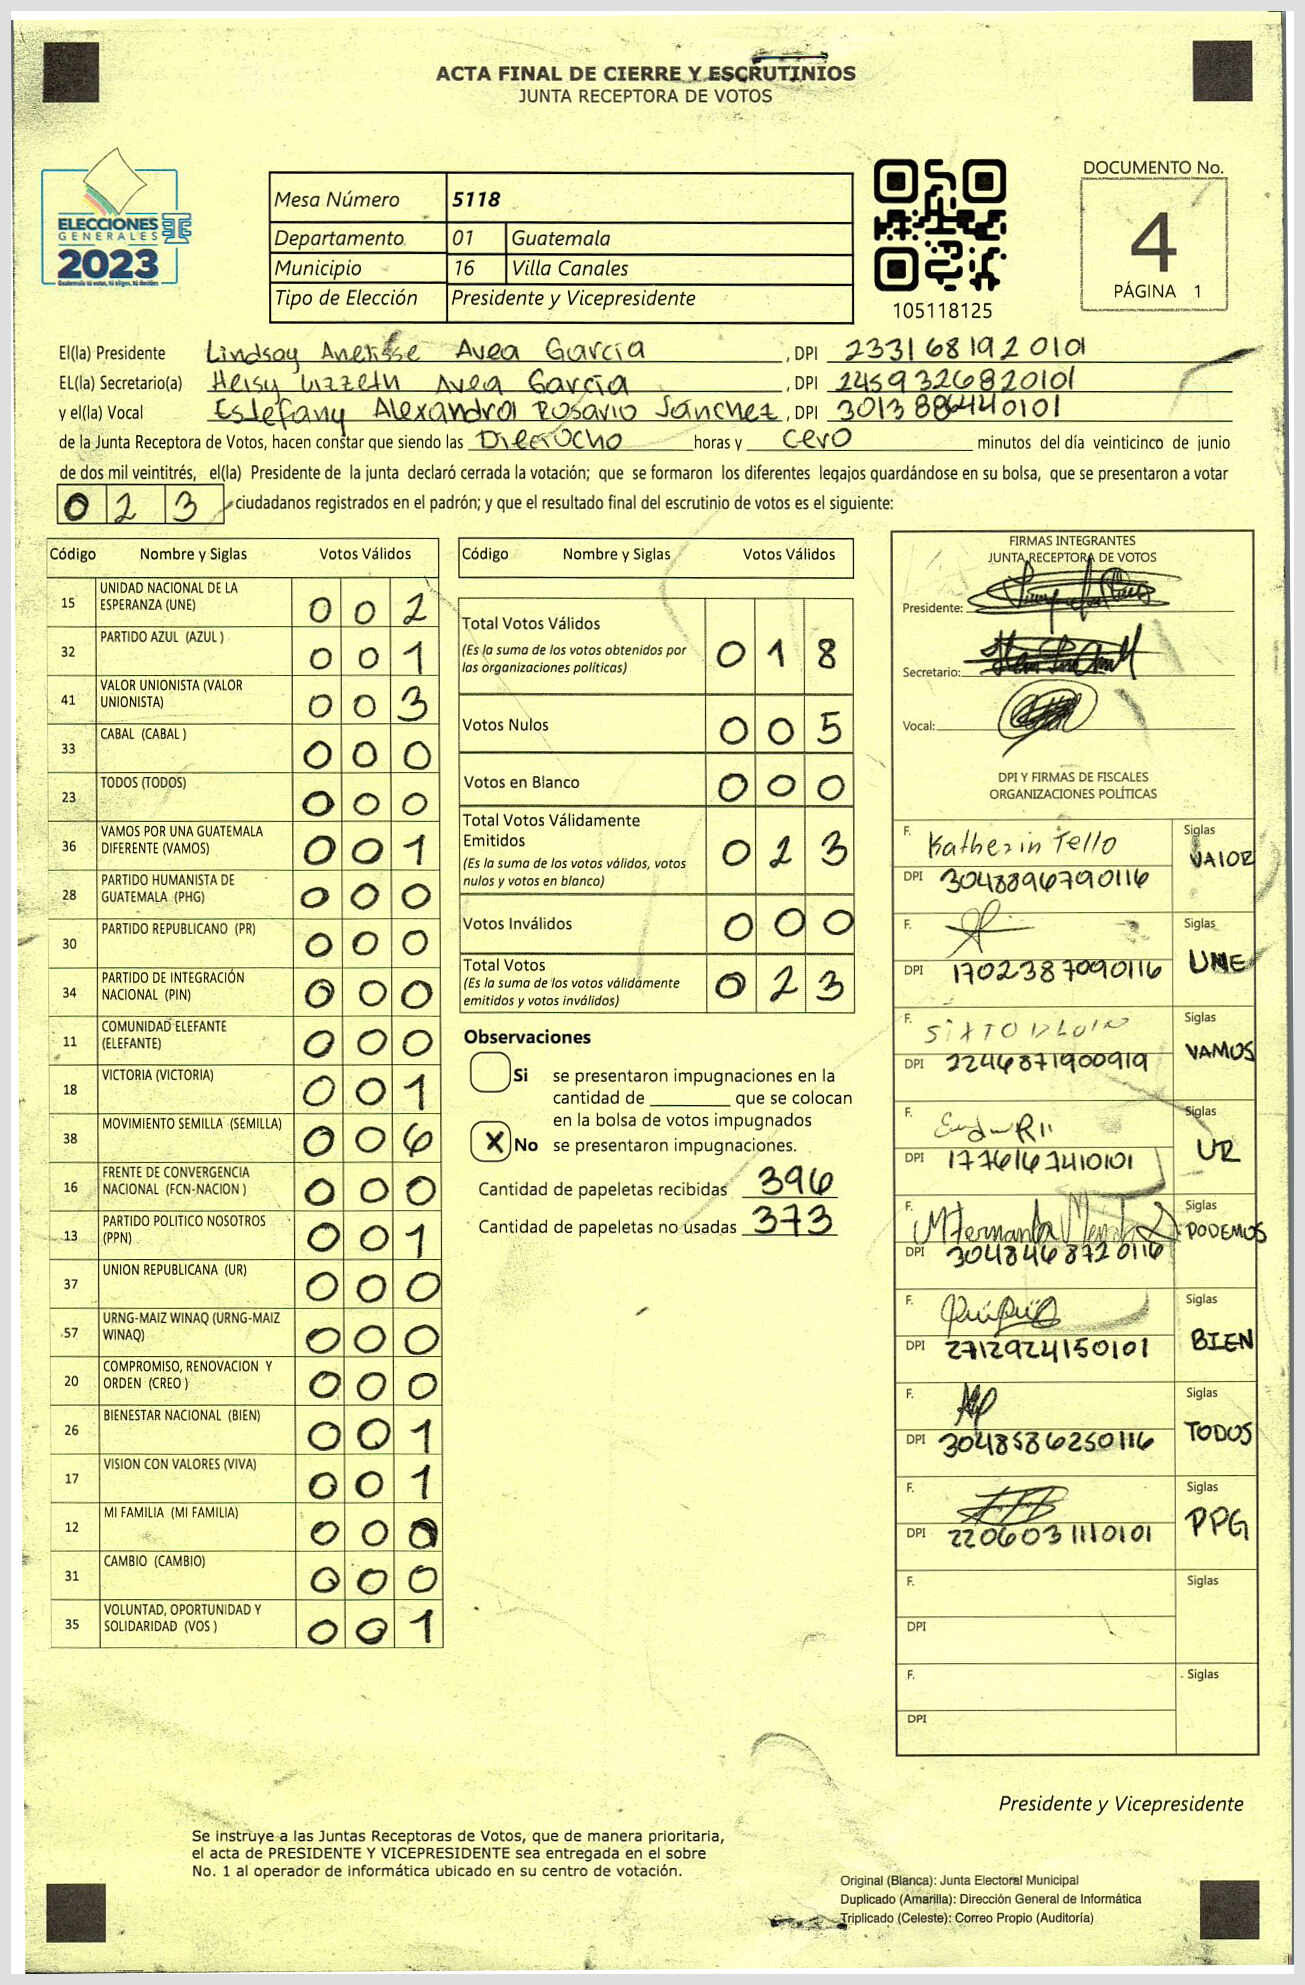 ACTA FINAL DE CIERRE Y ESCRUTINIOS
JUNTA RECEPTORA DE VOTOS
ELECCIONES
GENERALES
2023
Guatemala tú votas, tú eliges, tú decides
Mesa Número 5118
Departamento 01 Guatemala
Municipio 16 Villa Canales
Tipo de Elección Presidente y Vicepresidente
105118125
DOCUMENTO No.
4
PÁGINA 1
El(la) Presidente Lindsay Anelisse Avea García, DPI 2331681920101
EL(la) Secretario(a) Heisy Lizzeth Avea García, DPI 2459326820101
y el(la) Vocal Estefany Alexandra Rosario Sánchez, DPI 3013886440101
de la Junta Receptora de Votos, hacen constar que siendo las Dieciocho horas y cero minutos del día veinticinco de junio
de dos mil veintitrés, el(la) Presidente de la junta declaró cerrada la votación; que se formaron los diferentes legajos guardándose en su bolsa, que se presentaron a votar
0 2 3 ciudadanos registrados en el padrón; y que el resultado final del escrutinio de votos es el siguiente:
Código Nombre y Siglas Votos Válidos
15 UNIDAD NACIONAL DE LA ESPERANZA (UNE) 0 0 2
32 PARTIDO AZUL (AZUL ) 0 0 1
41 VALOR UNIONISTA (VALOR UNIONISTA) 0 0 3
33 CABAL (CABAL ) 0 0 0
23 TODOS (TODOS) 0 0 0
36 VAMOS POR UNA GUATEMALA DIFERENTE (VAMOS) 0 0 1
28 PARTIDO HUMANISTA DE GUATEMALA (PHG) 0 0 0
30 PARTIDO REPUBLICANO (PR) 0 0 0
34 PARTIDO DE INTEGRACIÓN NACIONAL (PIN) 0 0 0
11 COMUNIDAD ELEFANTE (ELEFANTE) 0 0 0
18 VICTORIA (VICTORIA) 0 0 1
38 MOVIMIENTO SEMILLA (SEMILLA) 0 0 6
16 FRENTE DE CONVERGENCIA NACIONAL (FCN-NACION ) 0 0 0
13 PARTIDO POLITICO NOSOTROS (PPN) 0 0 1
37 UNION REPUBLICANA (UR) 0 0 0
57 URNG-MAIZ WINAQ (URNG-MAIZ WINAQ) 0 0 0
20 COMPROMISO, RENOVACION Y ORDEN (CREO ) 0 0 0
26 BIENESTAR NACIONAL (BIEN) 0 0 1
17 VISION CON VALORES (VIVA) 0 0 1
12 MI FAMILIA (MI FAMILIA) 0 0 0
31 CAMBIO (CAMBIO) 0 0 0
35 VOLUNTAD, OPORTUNIDAD Y SOLIDARIDAD (VOS ) 0 0 1
Código Nombre y Siglas Votos Válidos
Total Votos Válidos 0 1 8
(Es la suma de los votos obtenidos por
las organizaciones políticas)
Votos Nulos 0 0 5
Votos en Blanco 0 0 0
Total Votos Válidamente
Emitidos 0 2 3
(Es la suma de los votos válidos, votos
nulos y votos en blanco)
Votos Inválidos 0 0 0
Total Votos 0 2 3
(Es la suma de los votos válidamente
emitidos y votos inválidos)
Observaciones
Si se presentaron impugnaciones en la
cantidad de ________ que se colocan
en la bolsa de votos impugnados
X No se presentaron impugnaciones.
Cantidad de papeletas recibidas 396
Cantidad de papeletas no usadas 373
FIRMAS INTEGRANTES
JUNTA RECEPTORA DE VOTOS
Presidente:
Secretario:
Vocal:
DPI Y FIRMAS DE FISCALES
ORGANIZACIONES POLÍTICAS
F. Katherin Tello Siglas VALOR
DPI 3048896790116
F. Siglas UNE
DPI 1702387090116
F. Siglas VAMOS
DPI 2246871900919
F. Siglas UR
DPI 1776167410101
F. Siglas PODEMOS
DPI 3048468720116
F. Siglas BIEN
DPI 2712924150101
F. Siglas TODOS
DPI 3048586250116
F. Siglas PPG
DPI 2206031110101
F. Siglas
DPI
F. Siglas
DPI
Presidente y Vicepresidente
Se instruye a las Juntas Receptoras de Votos, que de manera prioritaria,
el acta de PRESIDENTE Y VICEPRESIDENTE sea entregada en el sobre
No. 1 al operador de informática ubicado en su centro de votación.
Original (Blanca): Junta Electoral Municipal
Duplicado (Amarilla): Dirección General de Informática
Triplicado (Celeste): Correo Propio (Auditoría)